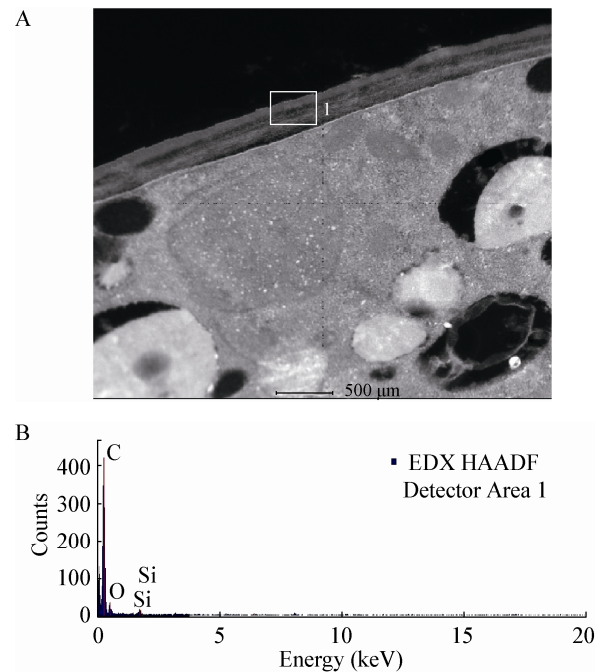 A
1
500 μm
B
C
400
300
200
100
0
Counts
O
Si
Si
EDX HAADF
Detector Area 1
0 5 10 15 20
Energy (keV)